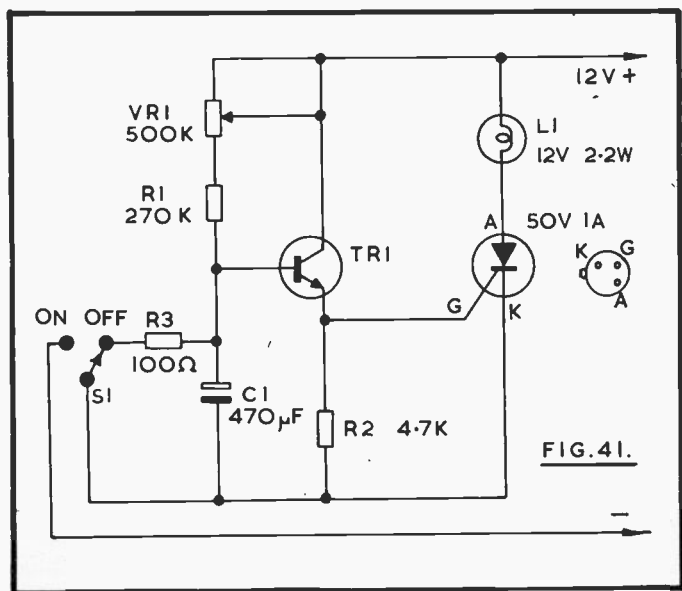 12V+
VR1
500K
L1
12V 2·2W
R1
270K
A
50V 1A
TR1
K
G
A
G
K
ON
OFF
R3
100Ω
S1
C1
470µF
R2 4·7K
FIG.41.
–